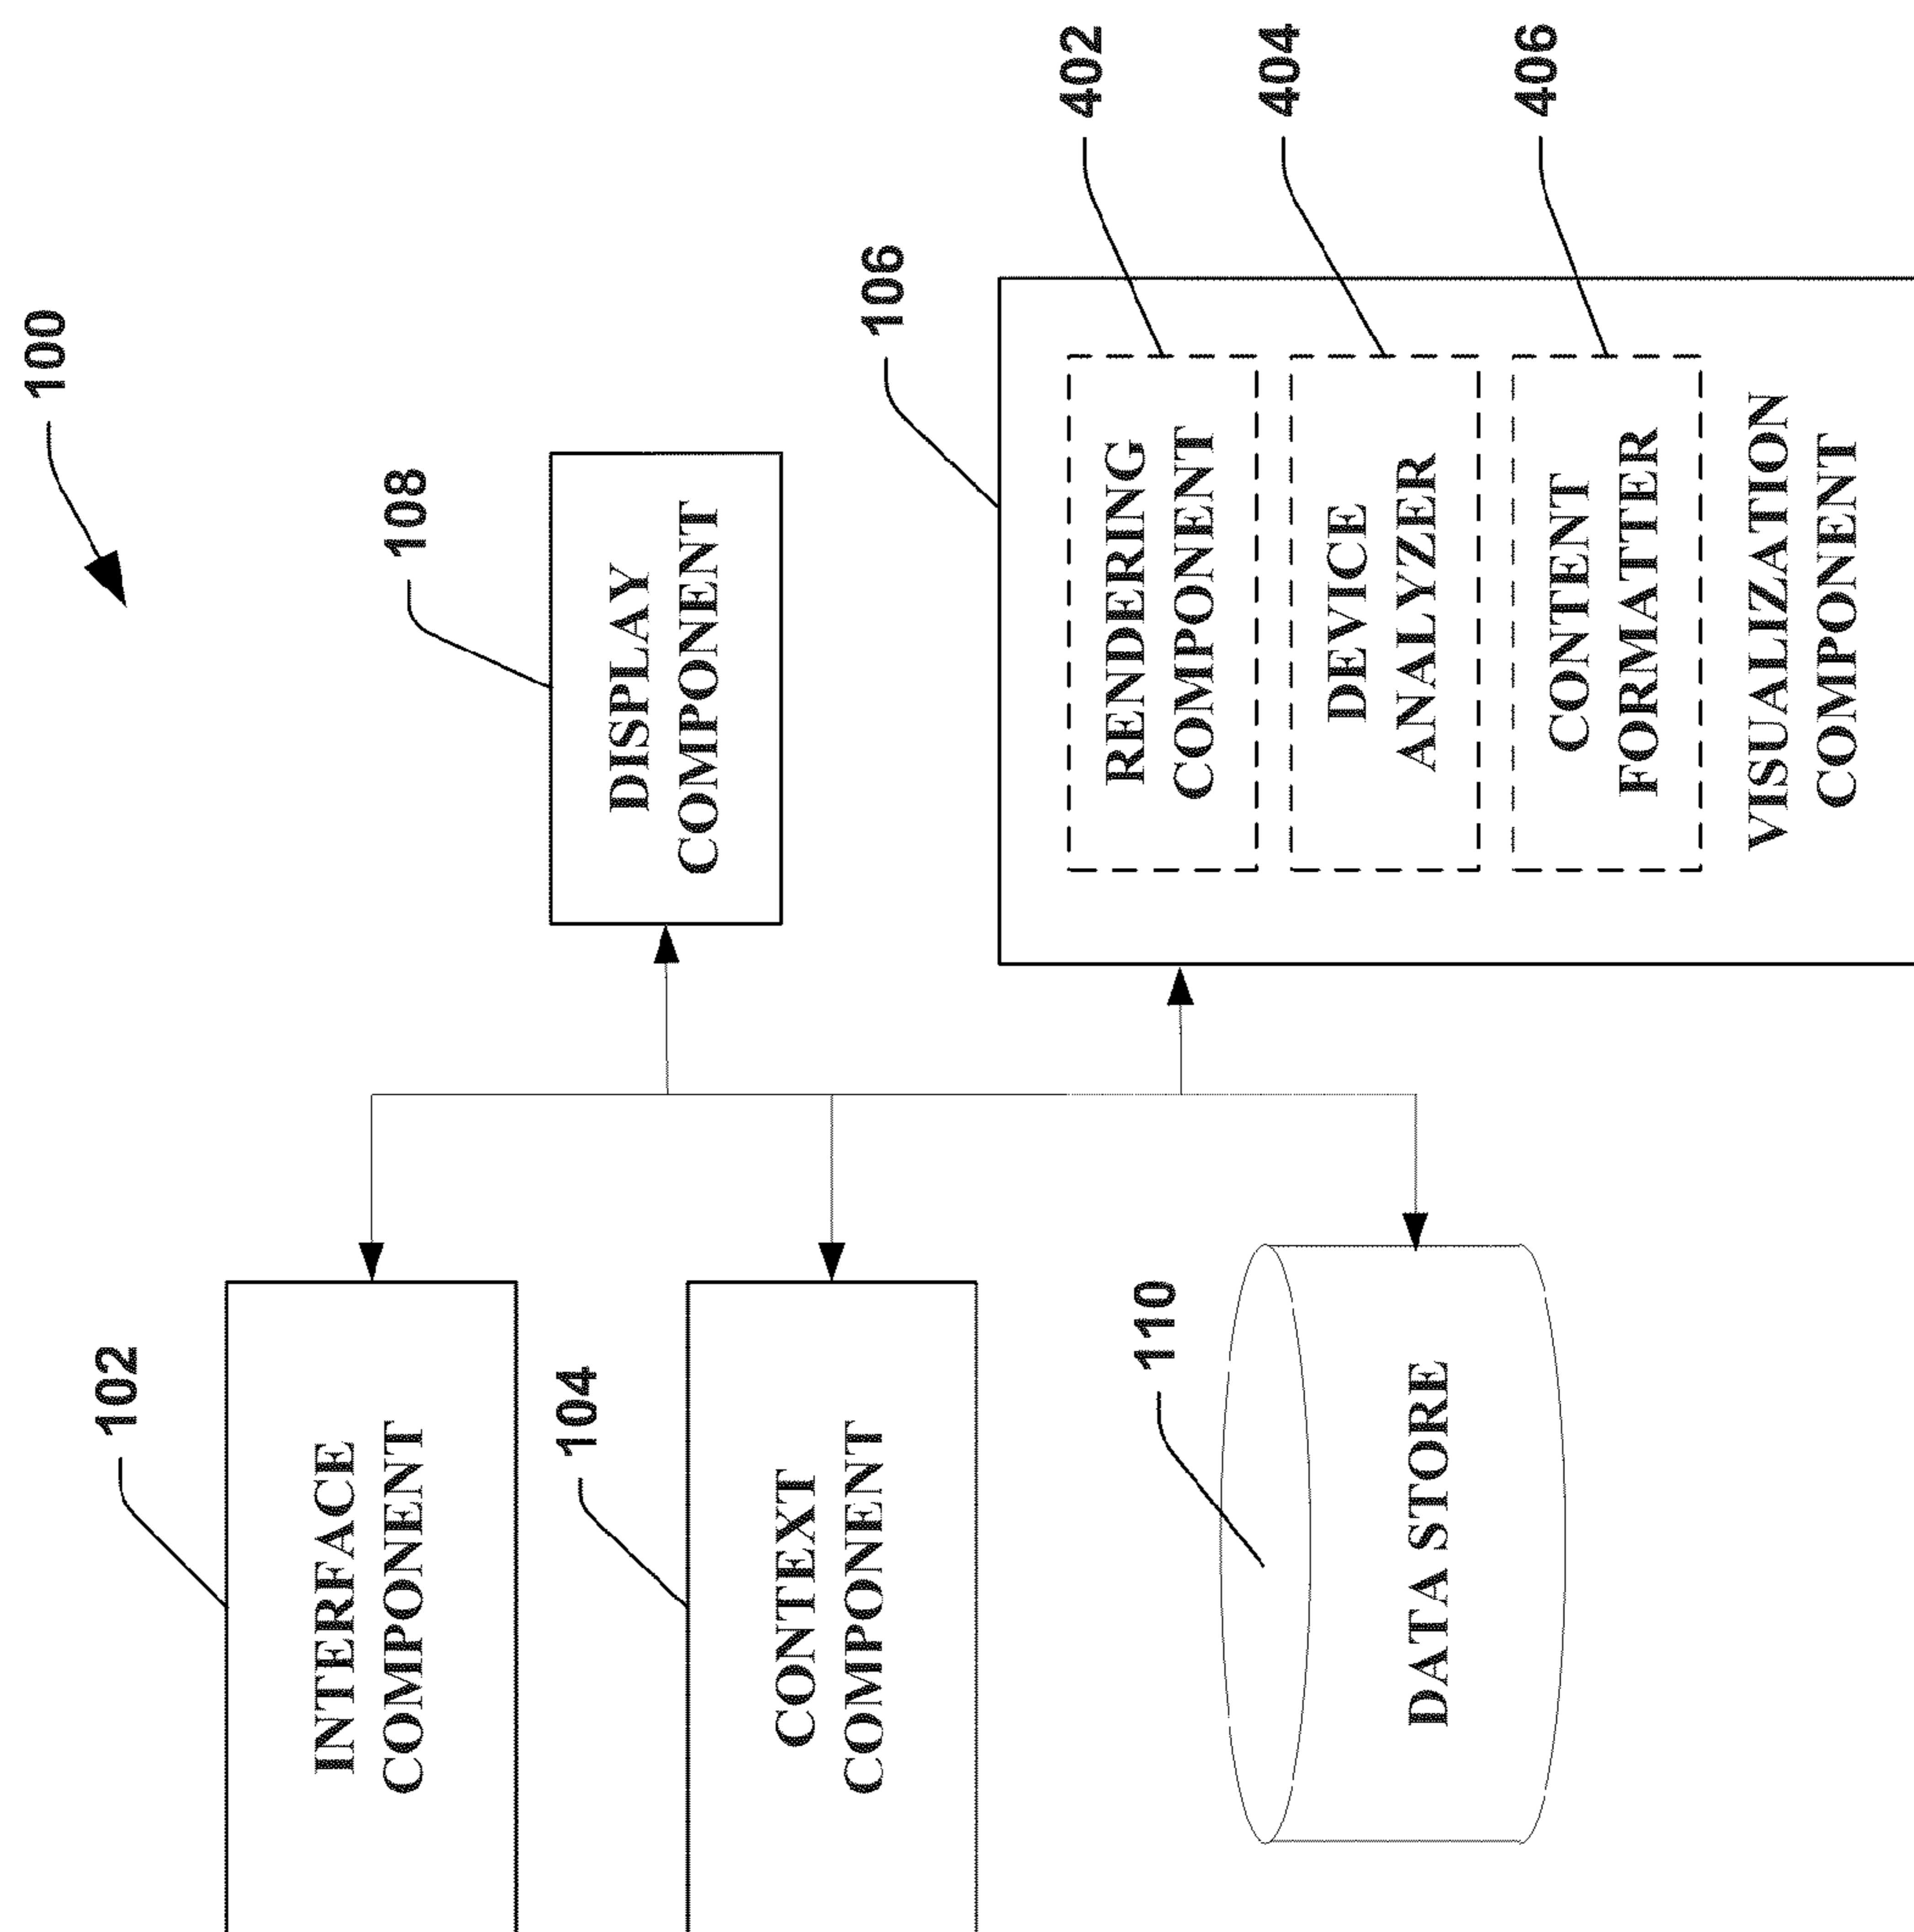 100
102
INTERFACE
COMPONENT
108
DISPLAY
COMPONENT
104
CONTEXT
COMPONENT
106
RENDERING
COMPONENT
402
DEVICE
ANALYZER
404
CONTENT
FORMATTER
406
VISUALIZATION
COMPONENT
110
DATA STORE